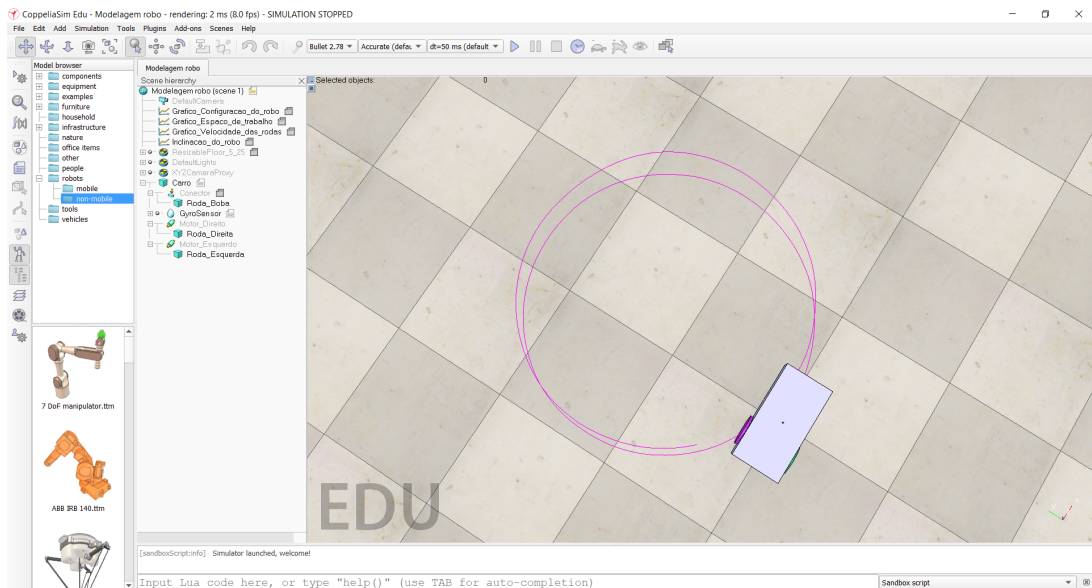 CoppeliaSim Edu - Modelagem robo - rendering: 2 ms (8.0 fps) - SIMULATION STOPPED
File Edit Add Simulation Tools Plugins Add-ons Scenes Help
Bullet 2.78 Accurate (defau dt=50 ms (default
Model browser
components
equipment
examples
furniture
household
infrastructure
nature
office items
other
people
robots
mobile
non-mobile
tools
vehicles
7 DoF manipulator.ttm
ABB IRB 140.ttm
Modelagem robo
Scene hierarchy
Modelagem robo (scene 1)
DefaultCamera
Grafico_Configuracao_do_robo
Grafico_Espaco_de_trabalho
Grafico_Velocidade_das_rodas
Inclinacao_do_robo
ResizableFloor_5_25
DefaultLights
XYZCameraProxy
Carro
Conector
Roda_Boba
GyroSensor
Motor_Direito
Roda_Direita
Motor_Esquerdo
Roda_Esquerda
Selected objects: 0
EDU
[sandboxScript:info] Simulator launched, welcome!
Input Lua code here, or type "help()" (use TAB for auto-completion)
Sandbox script